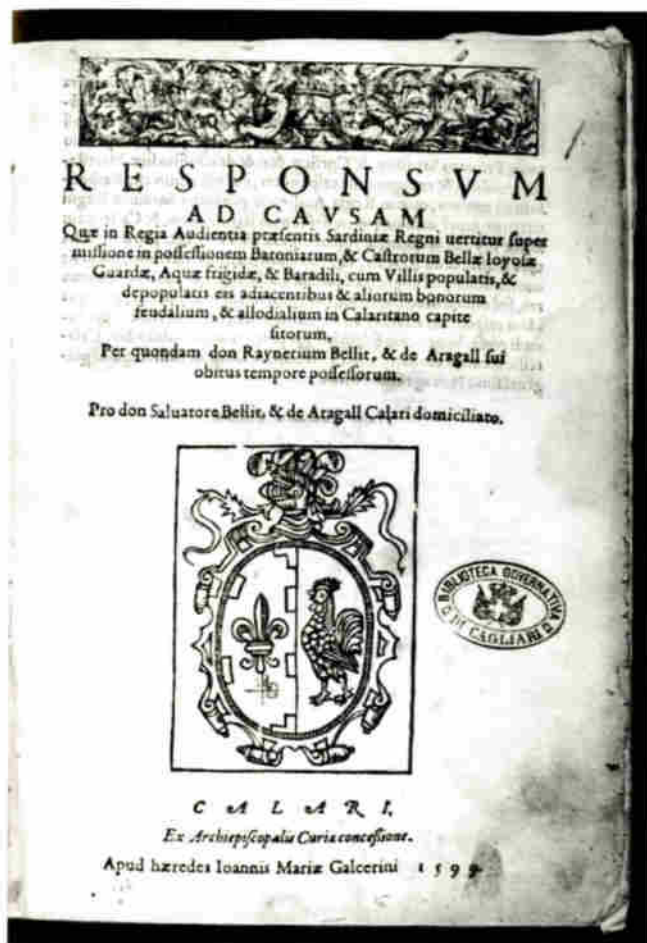 RESPONSVM
AD CAVSAM
Quæ in Regia Audientia præsentis Sardiniæ Regni uertitur super
missione in possessionem Baroniarum, & Castrorum Bellæ Ioyosæ
Guardæ, Aquæ frigidæ, & Baradili, cum Villis populatis, &
depopulatis eis adiacentibus & aliorum bonorum
feudalium, & allodialium in Calaritano capite
sitorum,
Per quondam don Raynerium Bellit, & de Aragall sui
obitus tempore possessorum.
Pro don Saluatore Bellit, & de Aragall Calari domiciliato.
BIBLIOTECA GOVERNATIVA
DI CAGLIARI
CALARI,
Ex Archiepiscopalis Curiæ concessione.
Apud hæredes Ioannis Mariæ Galcerini 1599